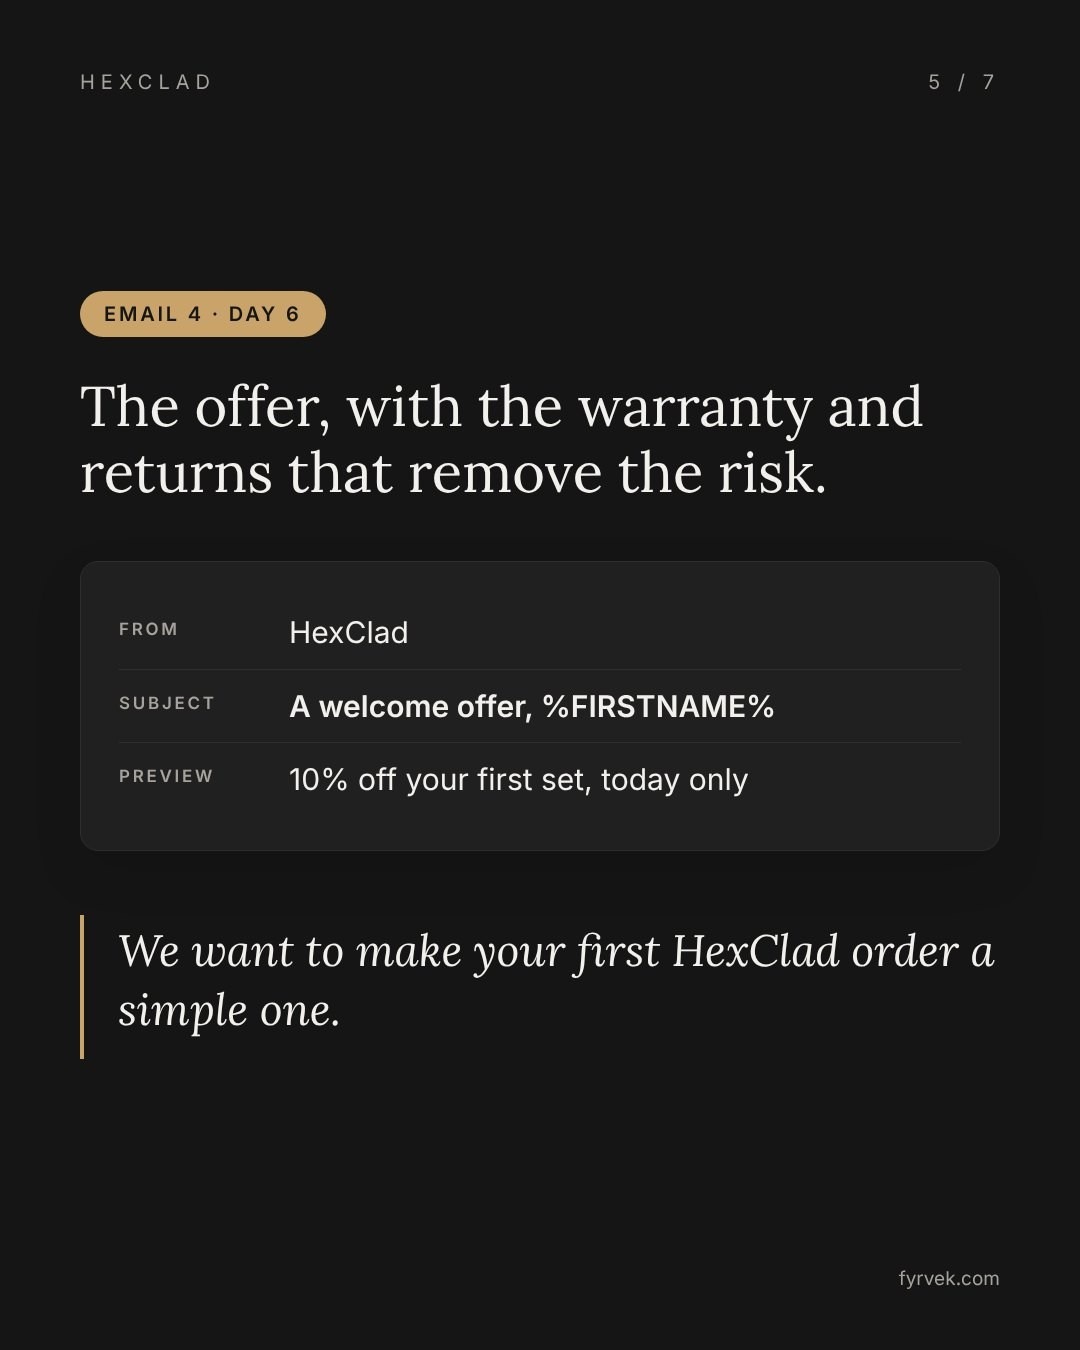 HEXCLAD
5 / 7
EMAIL 4 · DAY 6
The offer, with the warranty and
returns that remove the risk.
FROM HexClad
SUBJECT A welcome offer, %FIRSTNAME%
PREVIEW 10% off your first set, today only
We want to make your first HexClad order a
simple one.
fyrvek.com